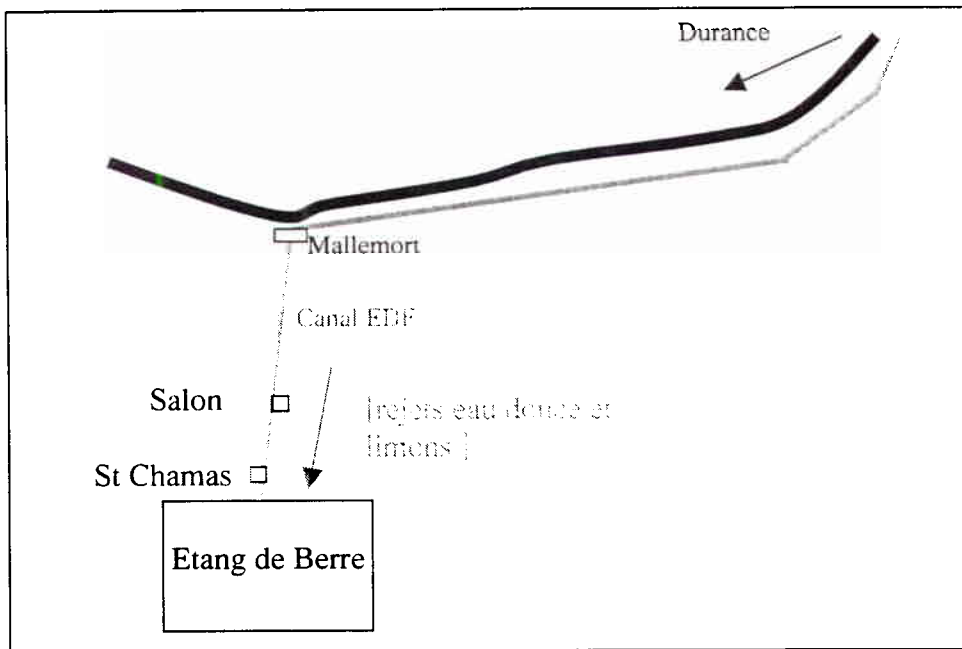 Durance
Mallemort
Canal EDF
Salon
[rejets eau douce et
limons ]
St Chamas
Etang de Berre